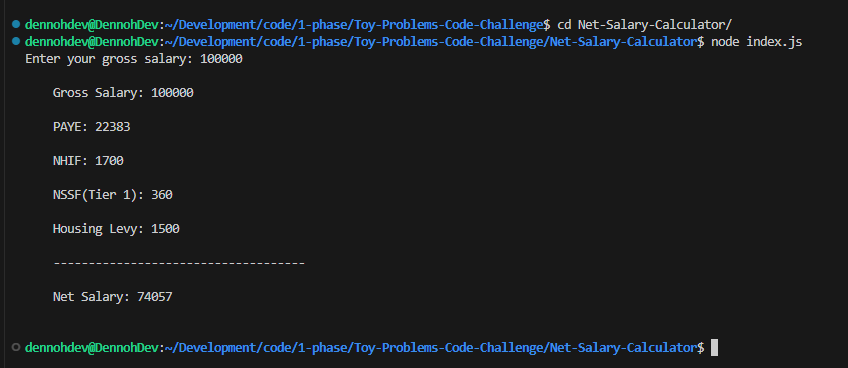 dennohdev@DennohDev:~/Development/code/1-phase/Toy-Problems-Code-Challenge$ cd Net-Salary-Calculator/
dennohdev@DennohDev:~/Development/code/1-phase/Toy-Problems-Code-Challenge/Net-Salary-Calculator$ node index.js
Enter your gross salary: 100000
Gross Salary: 100000
PAYE: 22383
NHIF: 1700
NSSF(Tier 1): 360
Housing Levy: 1500
------------------------------------
Net Salary: 74057
dennohdev@DennohDev:~/Development/code/1-phase/Toy-Problems-Code-Challenge/Net-Salary-Calculator$